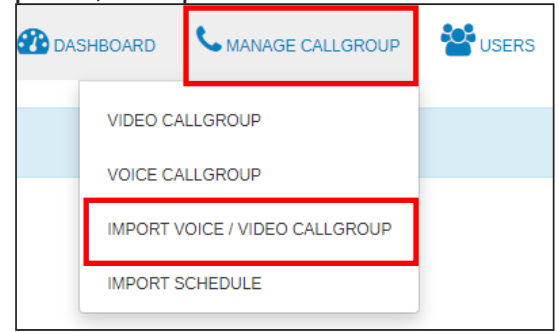 DASHBOARD MANAGE CALLGROUP USERS
VIDEO CALLGROUP
VOICE CALLGROUP
IMPORT VOICE / VIDEO CALLGROUP
IMPORT SCHEDULE